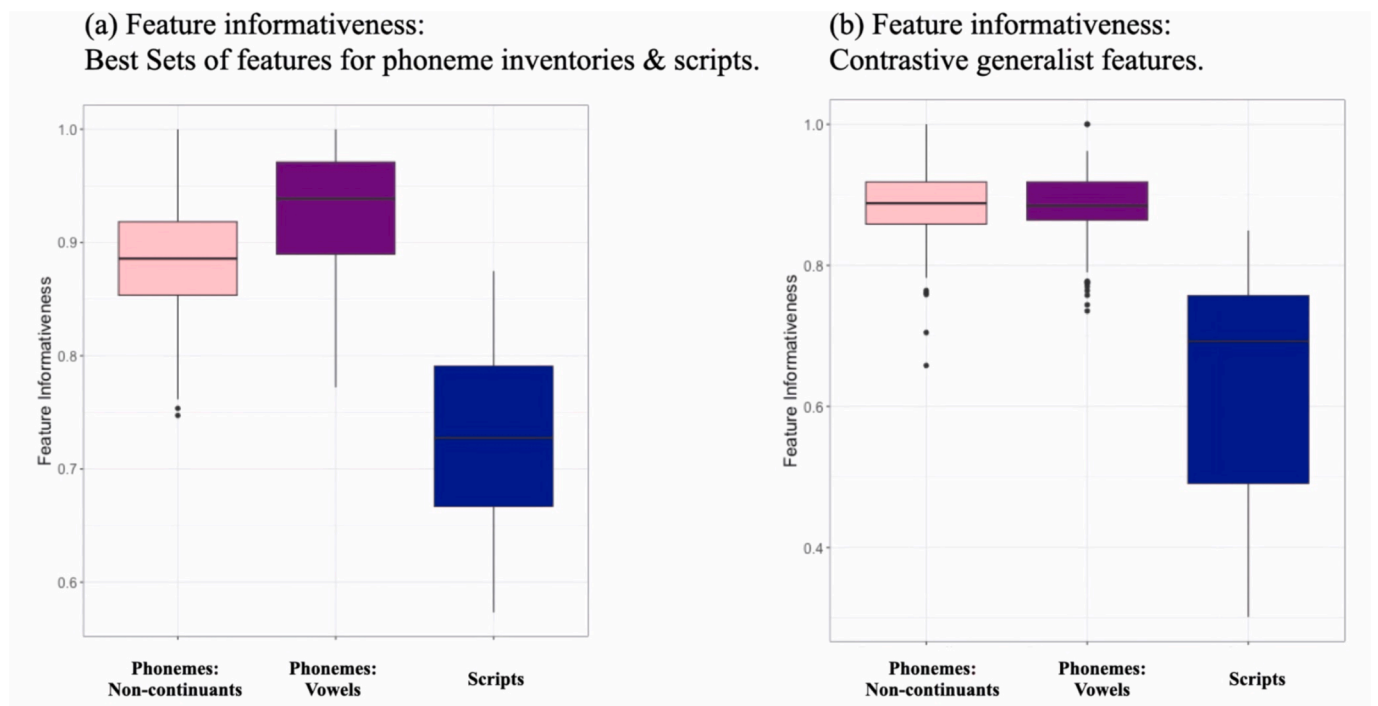 (a) Feature informativeness:
Best Sets of features for phoneme inventories & scripts.
1.0
0.9
0.8
0.7
0.6
Feature Informativeness
Phonemes:
Non-continuants
Phonemes:
Vowels
Scripts
(b) Feature informativeness:
Contrastive generalist features.
1.0
0.8
0.6
0.4
Feature Informativeness
Phonemes:
Non-continuants
Phonemes:
Vowels
Scripts